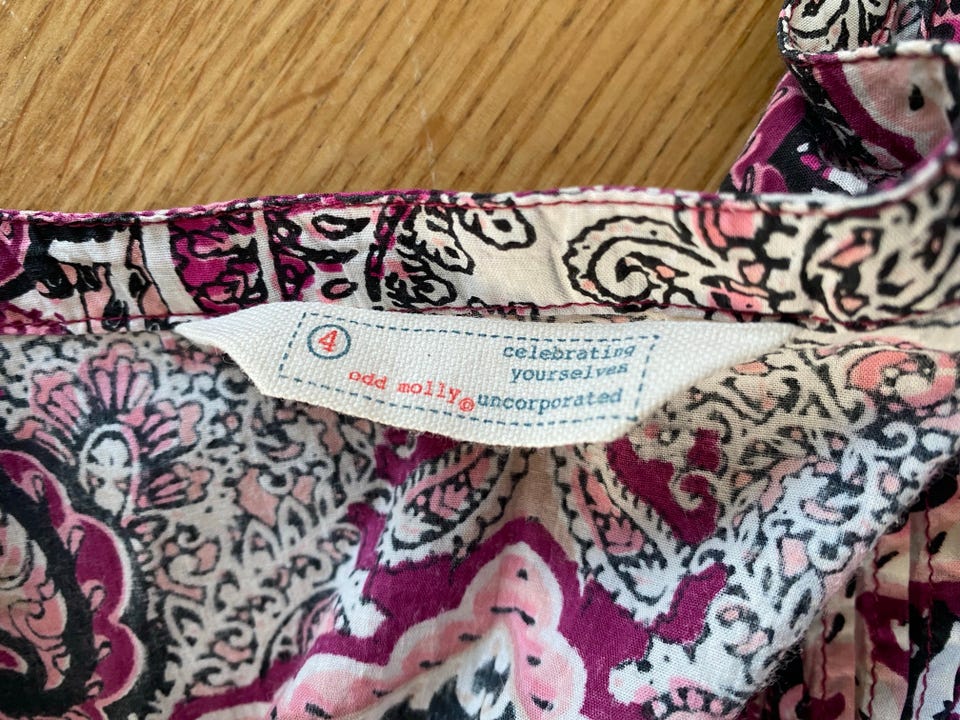 4
celebrating
yourselves
odd molly® uncorporated